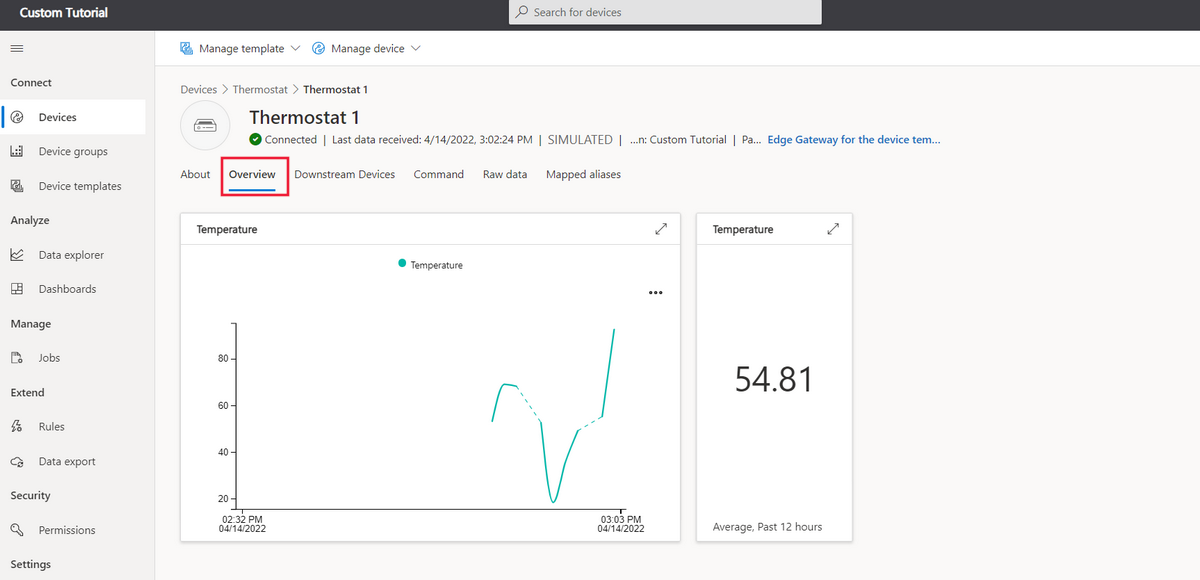 Custom Tutorial
Search for devices
Manage template
Manage device
Connect
Devices
Device groups
Device templates
Analyze
Data explorer
Dashboards
Manage
Jobs
Extend
Rules
Data export
Security
Permissions
Settings
Devices > Thermostat > Thermostat 1
Thermostat 1
Connected | Last data received: 4/14/2022, 3:02:24 PM | SIMULATED | ...n: Custom Tutorial | Pa... Edge Gateway for the device tem...
About Overview Downstream Devices Command Raw data Mapped aliases
Temperature
Temperature
80
60
40
20
02:32 PM
04/14/2022
03:03 PM
04/14/2022
Temperature
54.81
Average, Past 12 hours